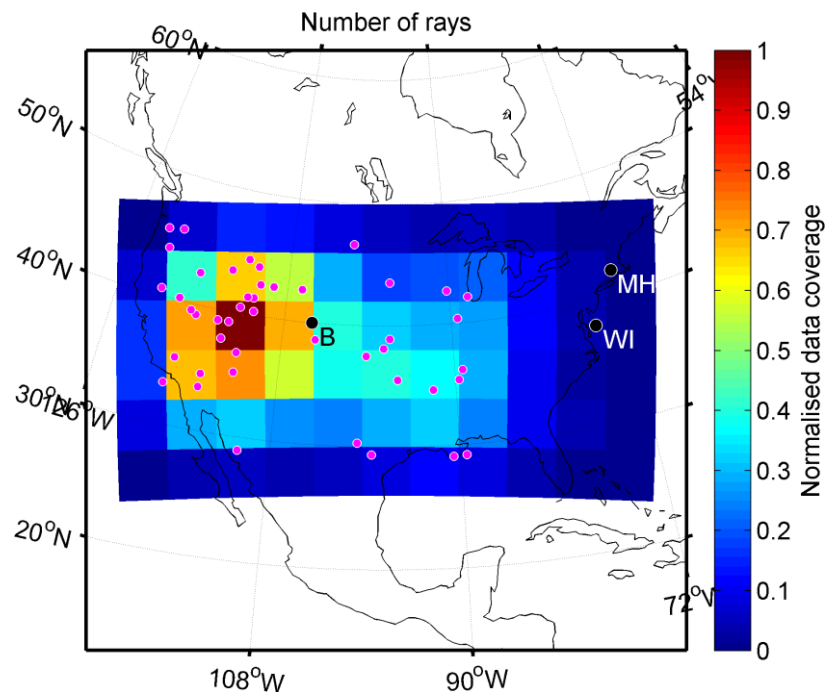 Number of rays
60°N
50°N
40°N
30°N
126°W
20°N
108°W
90°W
72°W
54°W
MH
WI
B
1
0.9
0.8
0.7
0.6
0.5
0.4
0.3
0.2
0.1
0
Normalised data coverage